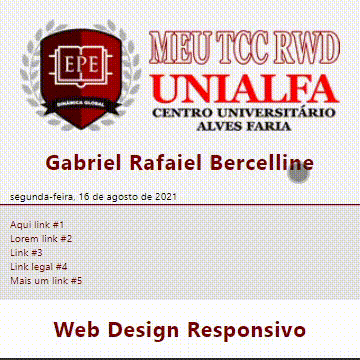 MEU TCC RWD
EPE
UNIALFA
DINÂMICA GLOBAL
CENTRO UNIVERSITÁRIO
ALVES FARIA
Gabriel Rafaiel Bercelline
segunda-feira, 16 de agosto de 2021
Aqui link #1
Lorem link #2
Link #3
Link legal #4
Mais um link #5
Web Design Responsivo